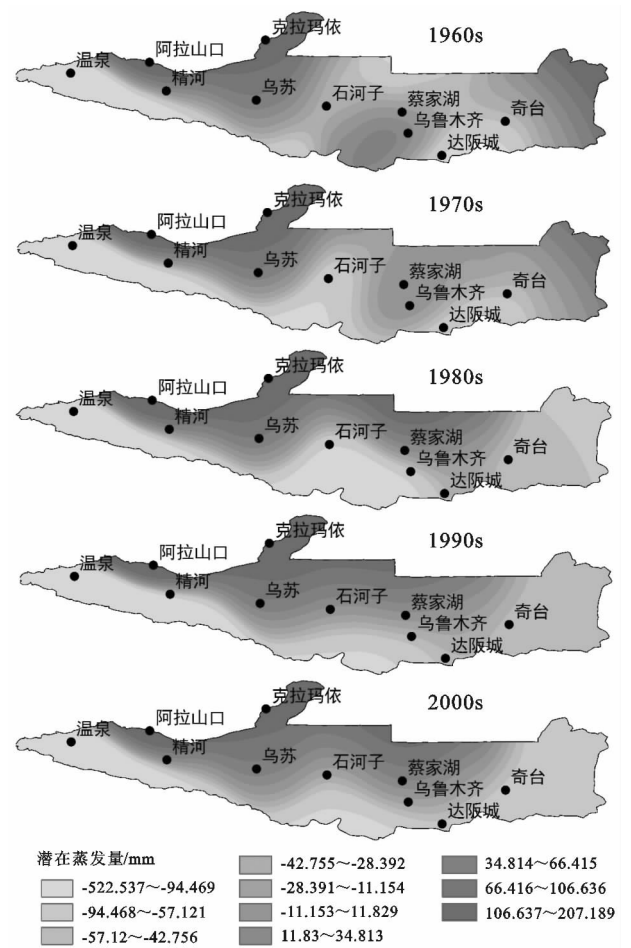 1960s
克拉玛依
阿拉山口
温泉
精河
乌苏
石河子
蔡家湖
乌鲁木齐
奇台
达阪城
1970s
克拉玛依
阿拉山口
温泉
精河
乌苏
石河子
蔡家湖
乌鲁木齐
奇台
达阪城
1980s
克拉玛依
阿拉山口
温泉
精河
乌苏
石河子
蔡家湖
乌鲁木齐
奇台
达阪城
1990s
克拉玛依
阿拉山口
温泉
精河
乌苏
石河子
蔡家湖
乌鲁木齐
奇台
达阪城
2000s
克拉玛依
阿拉山口
温泉
精河
乌苏
石河子
蔡家湖
乌鲁木齐
奇台
达阪城
潜在蒸发量/mm
-522.537～-94.469
-94.468～-57.121
-57.12～-42.756
-42.755～-28.392
-28.391～-11.154
-11.153～11.829
11.83～34.813
34.814～66.415
66.416～106.636
106.637～207.189